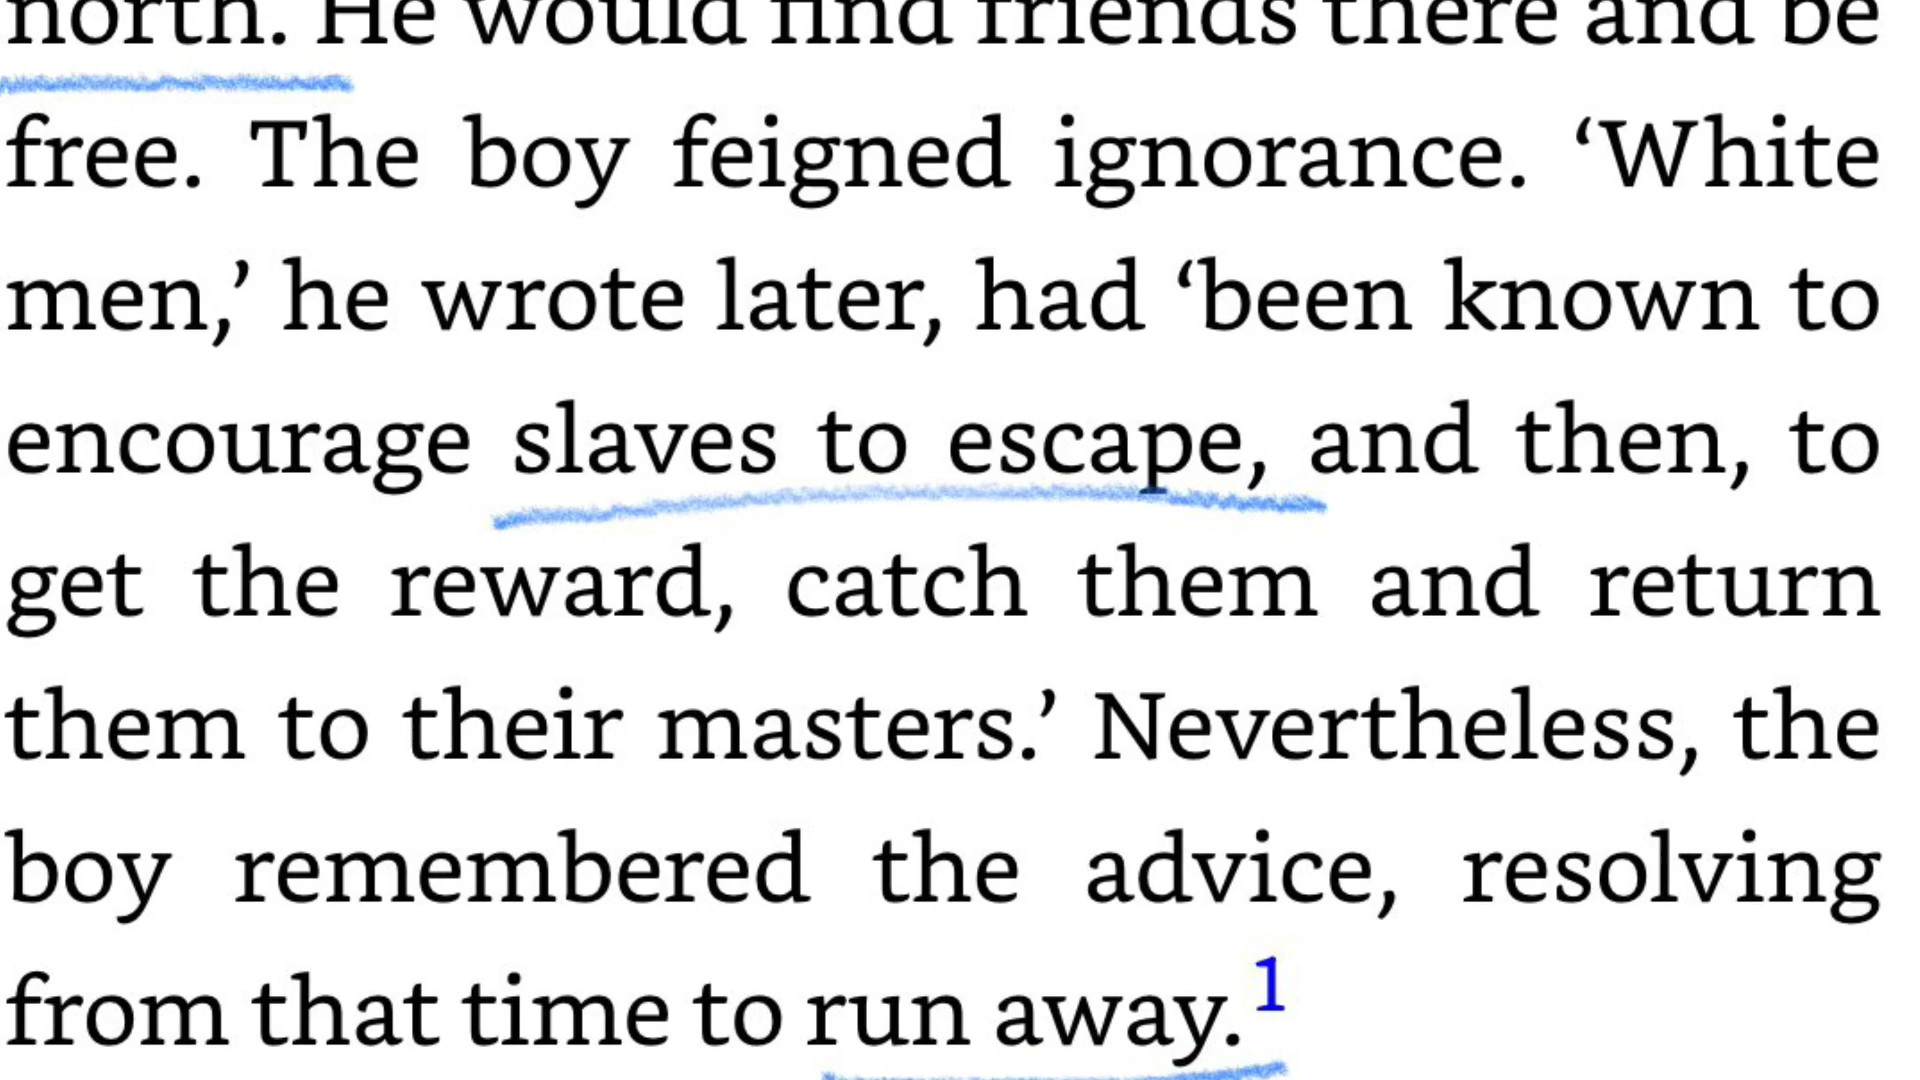 north. He would find friends there and be
free. The boy feigned ignorance. ‘White
men,’ he wrote later, had ‘been known to
encourage slaves to escape, and then, to
get the reward, catch them and return
them to their masters.’ Nevertheless, the
boy remembered the advice, resolving
from that time to run away.1